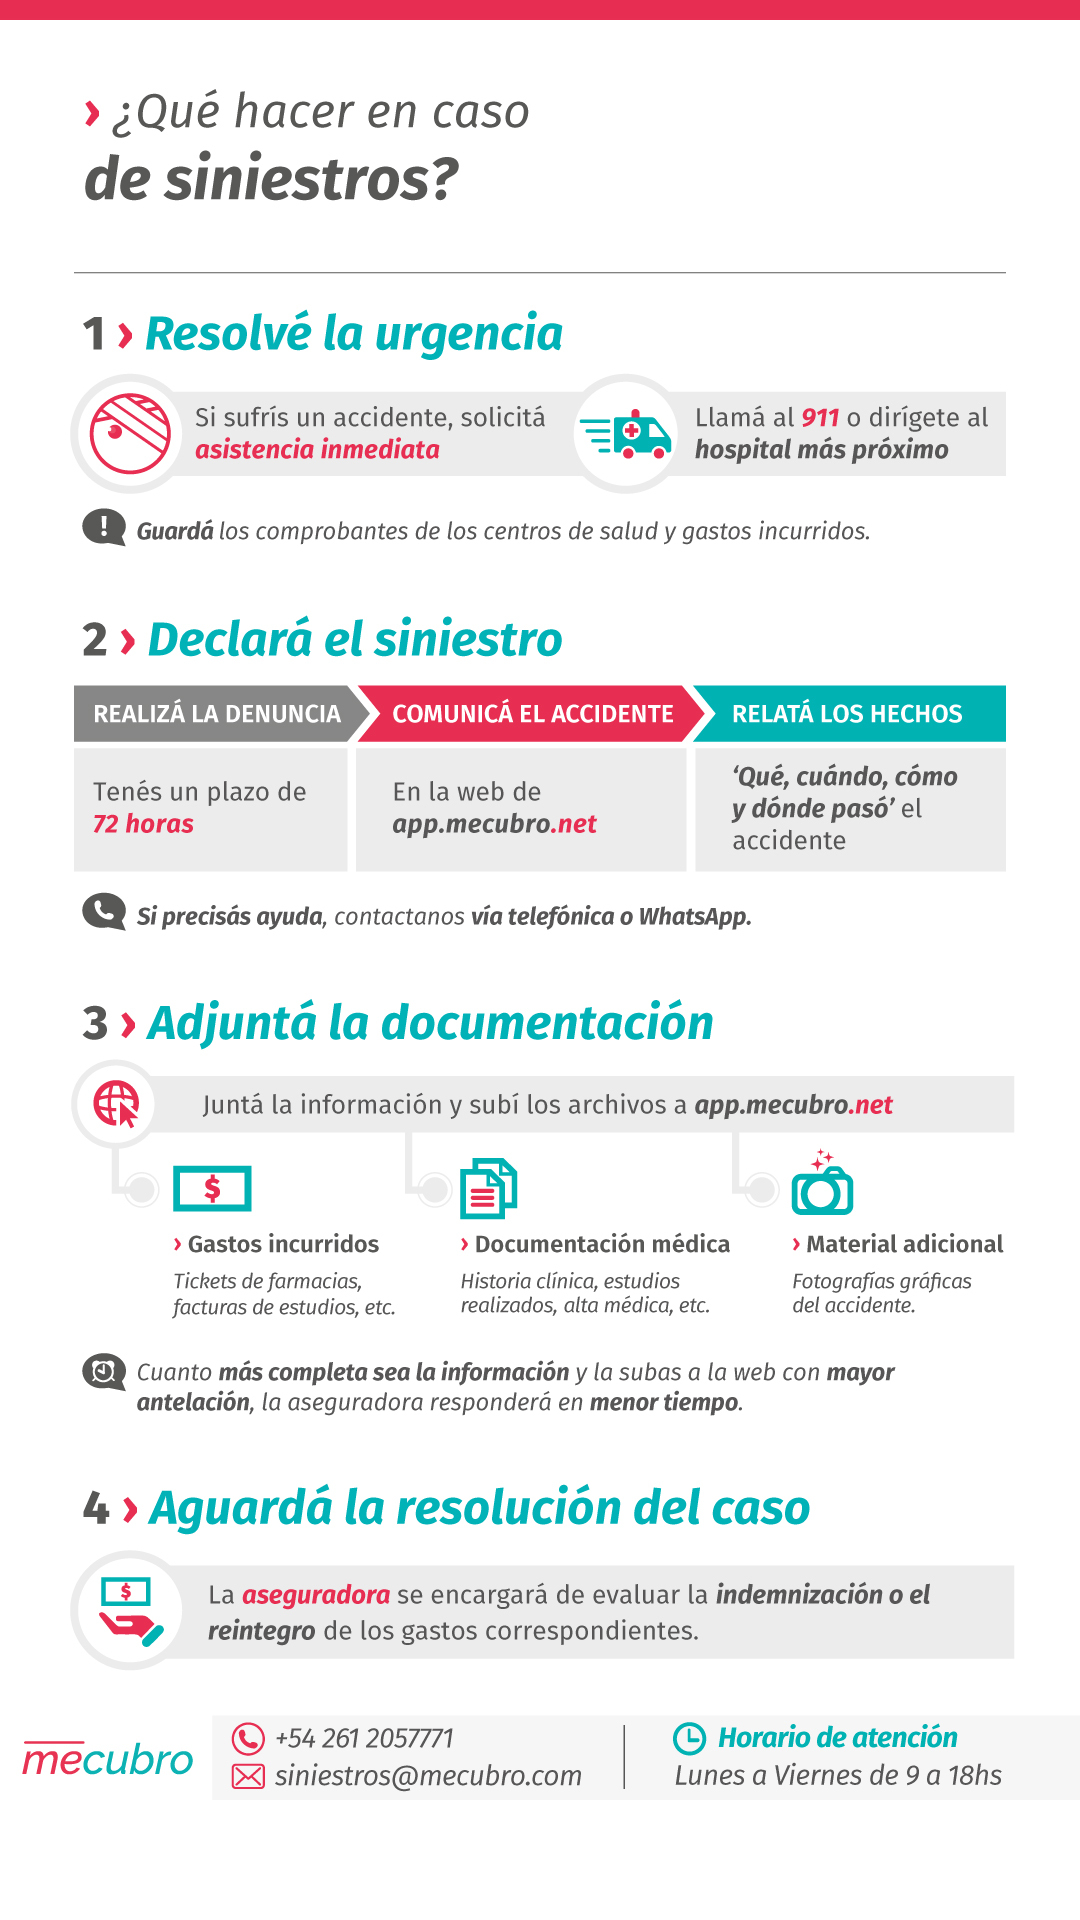 › ¿Qué hacer en caso
de siniestros?
1 › Resolvé la urgencia
Si sufrís un accidente, solicitá
asistencia inmediata
Llamá al 911 o dirígete al
hospital más próximo
! Guardá los comprobantes de los centros de salud y gastos incurridos.
2 › Declará el siniestro
REALIZÁ LA DENUNCIA
Tenés un plazo de
72 horas
COMUNICÁ EL ACCIDENTE
En la web de
app.mecubro.net
RELATÁ LOS HECHOS
‘Qué, cuándo, cómo
y dónde pasó’ el
accidente
Si precisás ayuda, contactanos vía telefónica o WhatsApp.
3 › Adjuntá la documentación
Juntá la información y subí los archivos a app.mecubro.net
$
› Gastos incurridos
Tickets de farmacias,
facturas de estudios, etc.
› Documentación médica
Historia clínica, estudios
realizados, alta médica, etc.
› Material adicional
Fotografías gráficas
del accidente.
Cuanto más completa sea la información y la subas a la web con mayor
antelación, la aseguradora responderá en menor tiempo.
4 › Aguardá la resolución del caso
$
La aseguradora se encargará de evaluar la indemnización o el
reintegro de los gastos correspondientes.
mecubro
+54 261 2057771
siniestros@mecubro.com
Horario de atención
Lunes a Viernes de 9 a 18hs